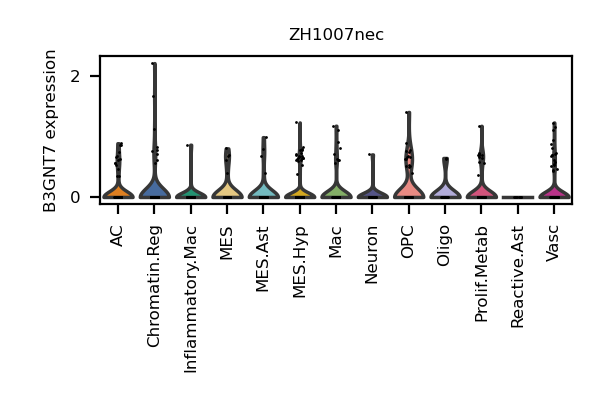 ZH1007nec
B3GNT7 expression
2
0
AC
Chromatin.Reg
Inflammatory.Mac
MES
MES.Ast
MES.Hyp
Mac
Neuron
OPC
Oligo
Prolif.Metab
Reactive.Ast
Vasc